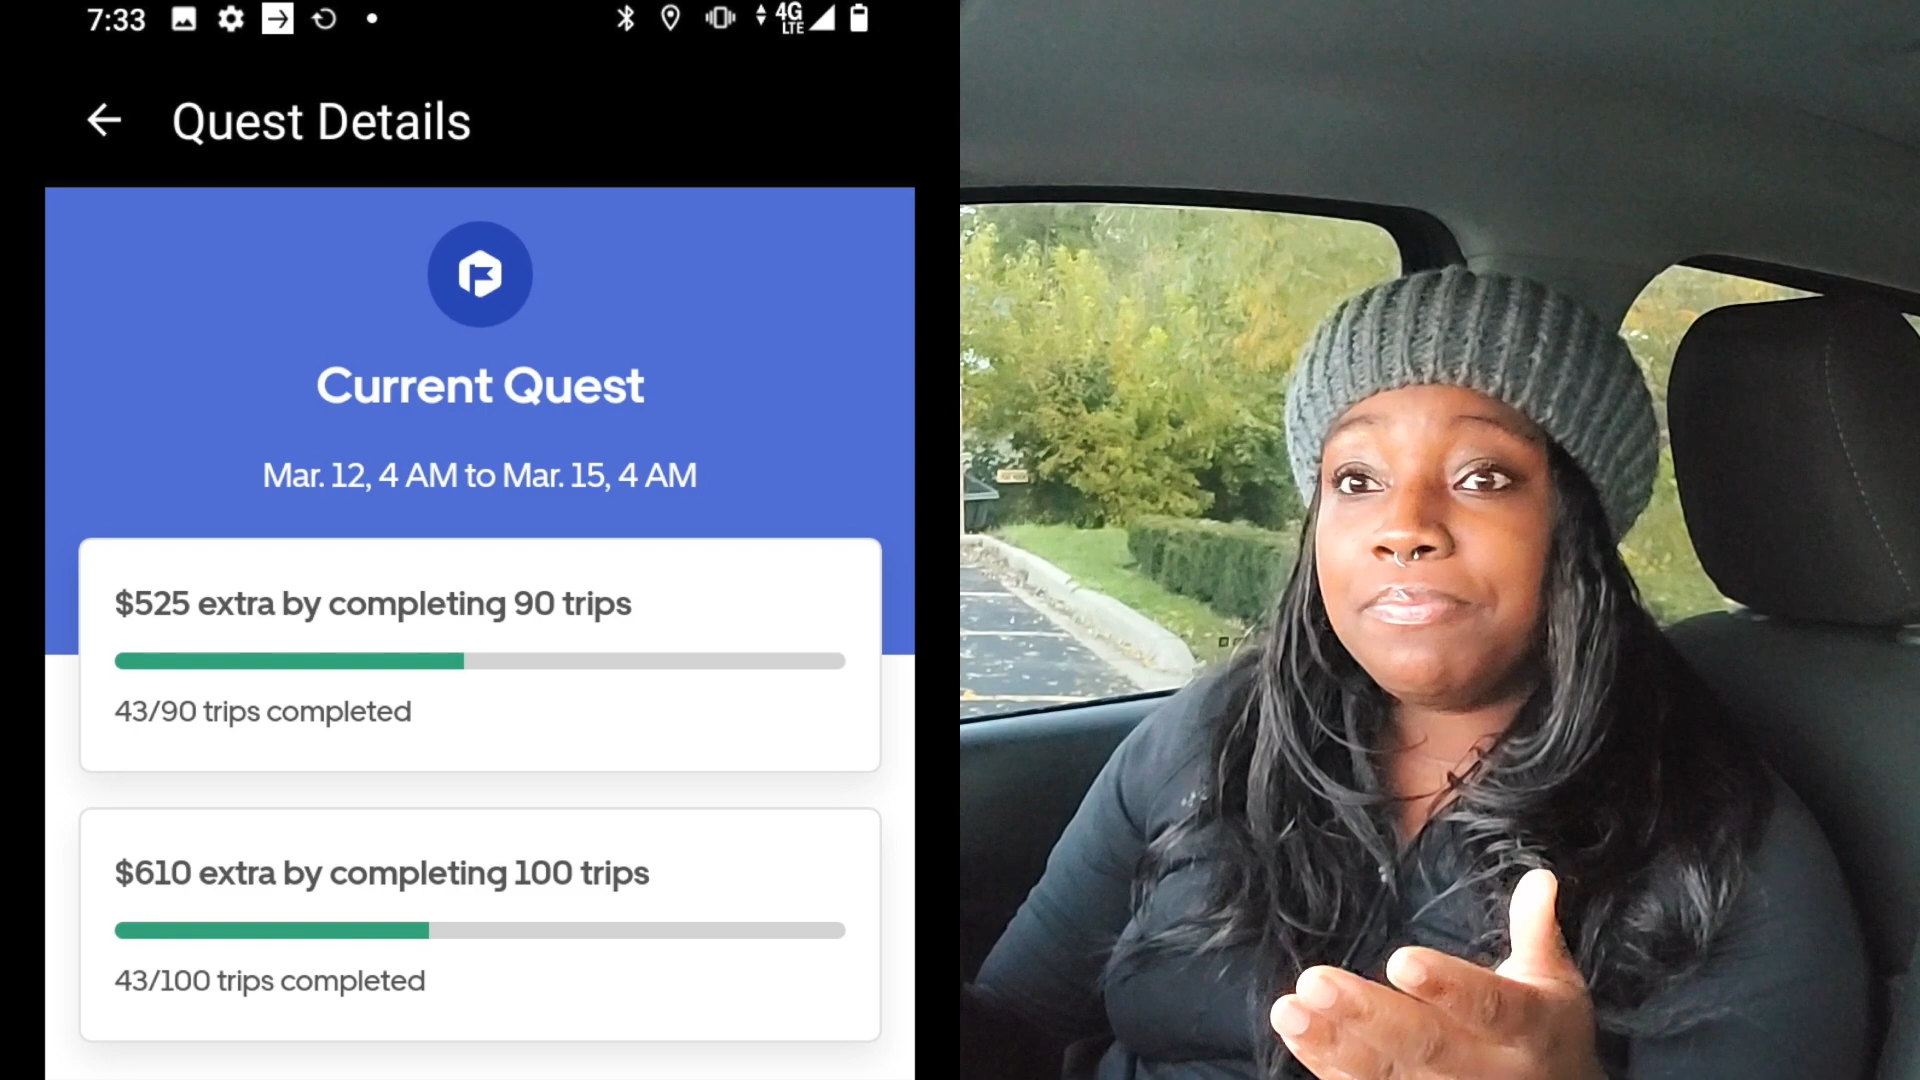 7:33
4G
LTE
Quest Details
Current Quest
Mar. 12, 4 AM to Mar. 15, 4 AM
$525 extra by completing 90 trips
43/90 trips completed
$610 extra by completing 100 trips
43/100 trips completed